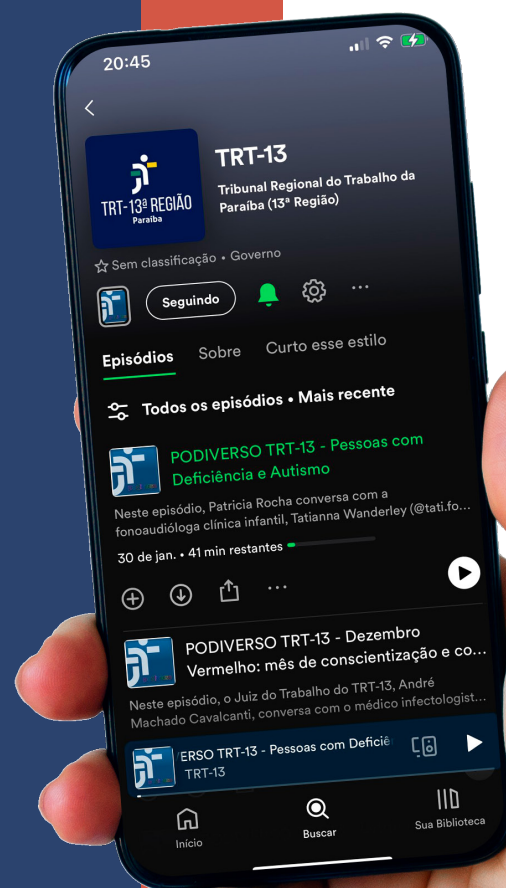 20:45
TRT-13ª REGIÃO
Paraíba
TRT-13
Tribunal Regional do Trabalho da
Paraíba (13ª Região)
Sem classificação • Governo
Seguindo
Episódios
Sobre
Curto esse estilo
Todos os episódios • Mais recente
PODIVERSO TRT-13 - Pessoas com
Deficiência e Autismo
Neste episódio, Patricia Rocha conversa com a
fonoaudióloga clínica infantil, Tatianna Wanderley (@tati.fo...
30 de jan. • 41 min restantes
PODIVERSO TRT-13 - Dezembro
Vermelho: mês de conscientização e co...
Neste episódio, o Juiz do Trabalho do TRT-13, André
Machado Cavalcanti, conversa com o médico infectologist...
ERSO TRT-13 - Pessoas com Deficiê
TRT-13
Início
Buscar
Sua Biblioteca